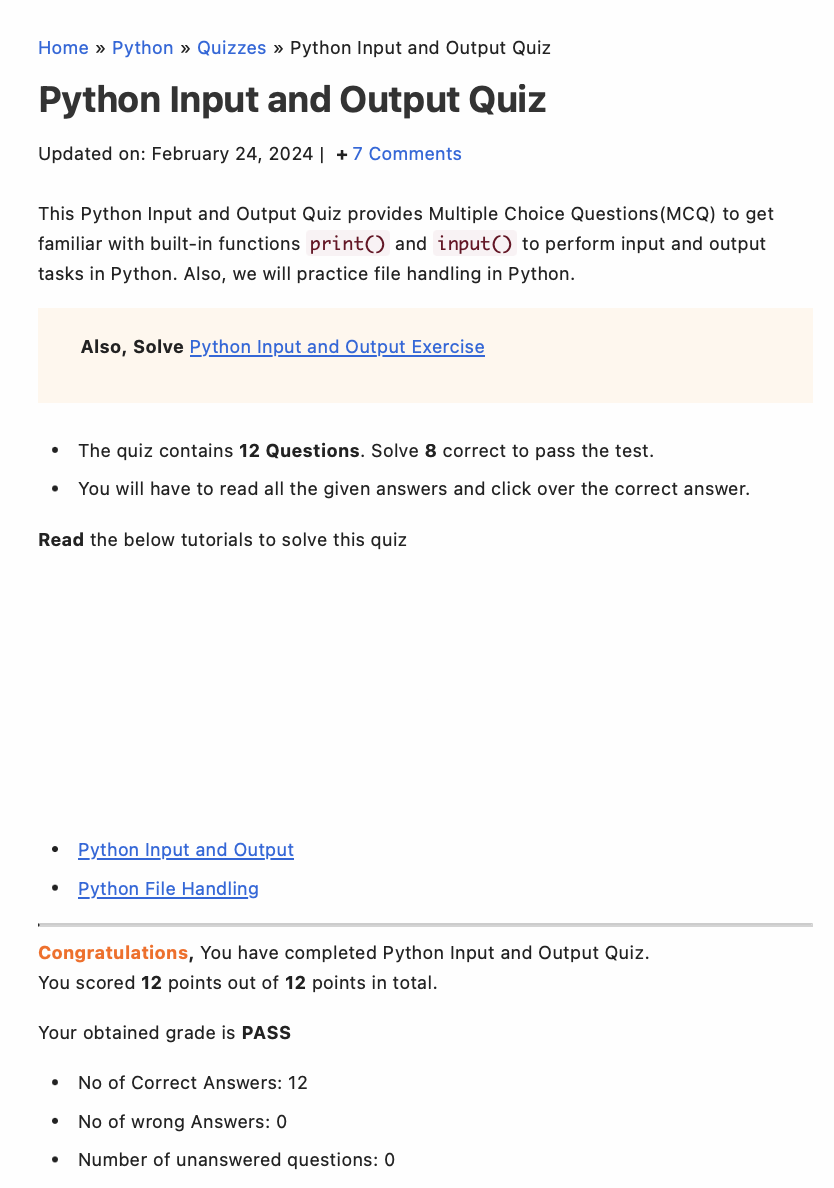 Home » Python » Quizzes » Python Input and Output Quiz
Python Input and Output Quiz
Updated on: February 24, 2024 | + 7 Comments
This Python Input and Output Quiz provides Multiple Choice Questions(MCQ) to get
familiar with built-in functions print() and input() to perform input and output
tasks in Python. Also, we will practice file handling in Python.
Also, Solve Python Input and Output Exercise
• The quiz contains 12 Questions. Solve 8 correct to pass the test.
• You will have to read all the given answers and click over the correct answer.
Read the below tutorials to solve this quiz
• Python Input and Output
• Python File Handling
Congratulations, You have completed Python Input and Output Quiz.
You scored 12 points out of 12 points in total.
Your obtained grade is PASS
• No of Correct Answers: 12
• No of wrong Answers: 0
• Number of unanswered questions: 0